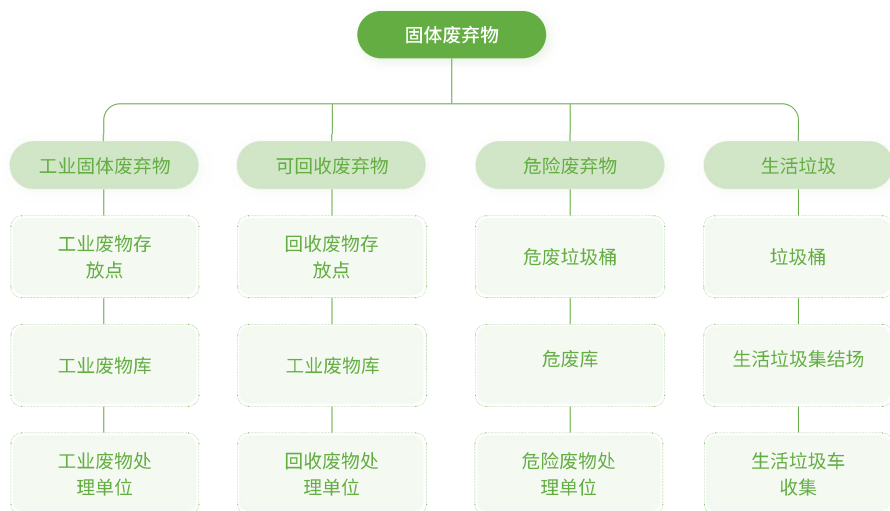 固体废弃物
工业固体废弃物
可回收废弃物
危险废弃物
生活垃圾
工业废物存
放点
回收废物存
放点
危废垃圾桶
垃圾桶
工业废物库
工业废物库
危废库
生活垃圾集结场
工业废物处
理单位
回收废物处
理单位
危险废物处
理单位
生活垃圾车
收集